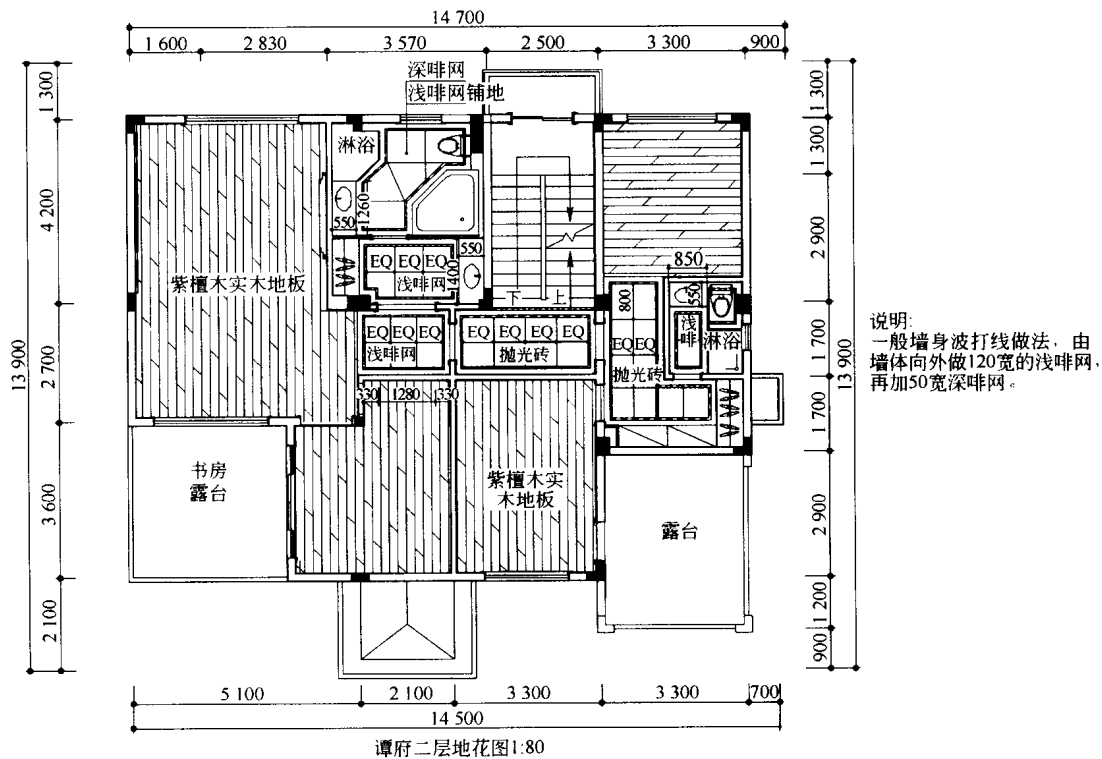 14 700
1 600 2 830 3 570 2 500 3 300 900
深啡网
浅啡网铺地
1 300
4 200
2 700
3 600
2 100
13 900
淋浴
550
1260
550
1400
EQ EQ EQ
浅啡网
紫檀木实木地板
下 上
850
800
550
浅啡
淋浴
EQ EQ EQ
浅啡网
EQ EQ EQ EQ
抛光砖
EQ EQ
抛光砖
330 1280 330
书房
露台
紫檀木实
木地板
露台
1 300
1 300
2 900
1 700
1 700
2 900
1 200
900
13 900
说明:
一般墙身波打线做法，由
墙体向外做120宽的浅啡网，
再加50宽深啡网。
5 100 2 100 3 300 3 300 700
14 500
谭府二层地花图1:80